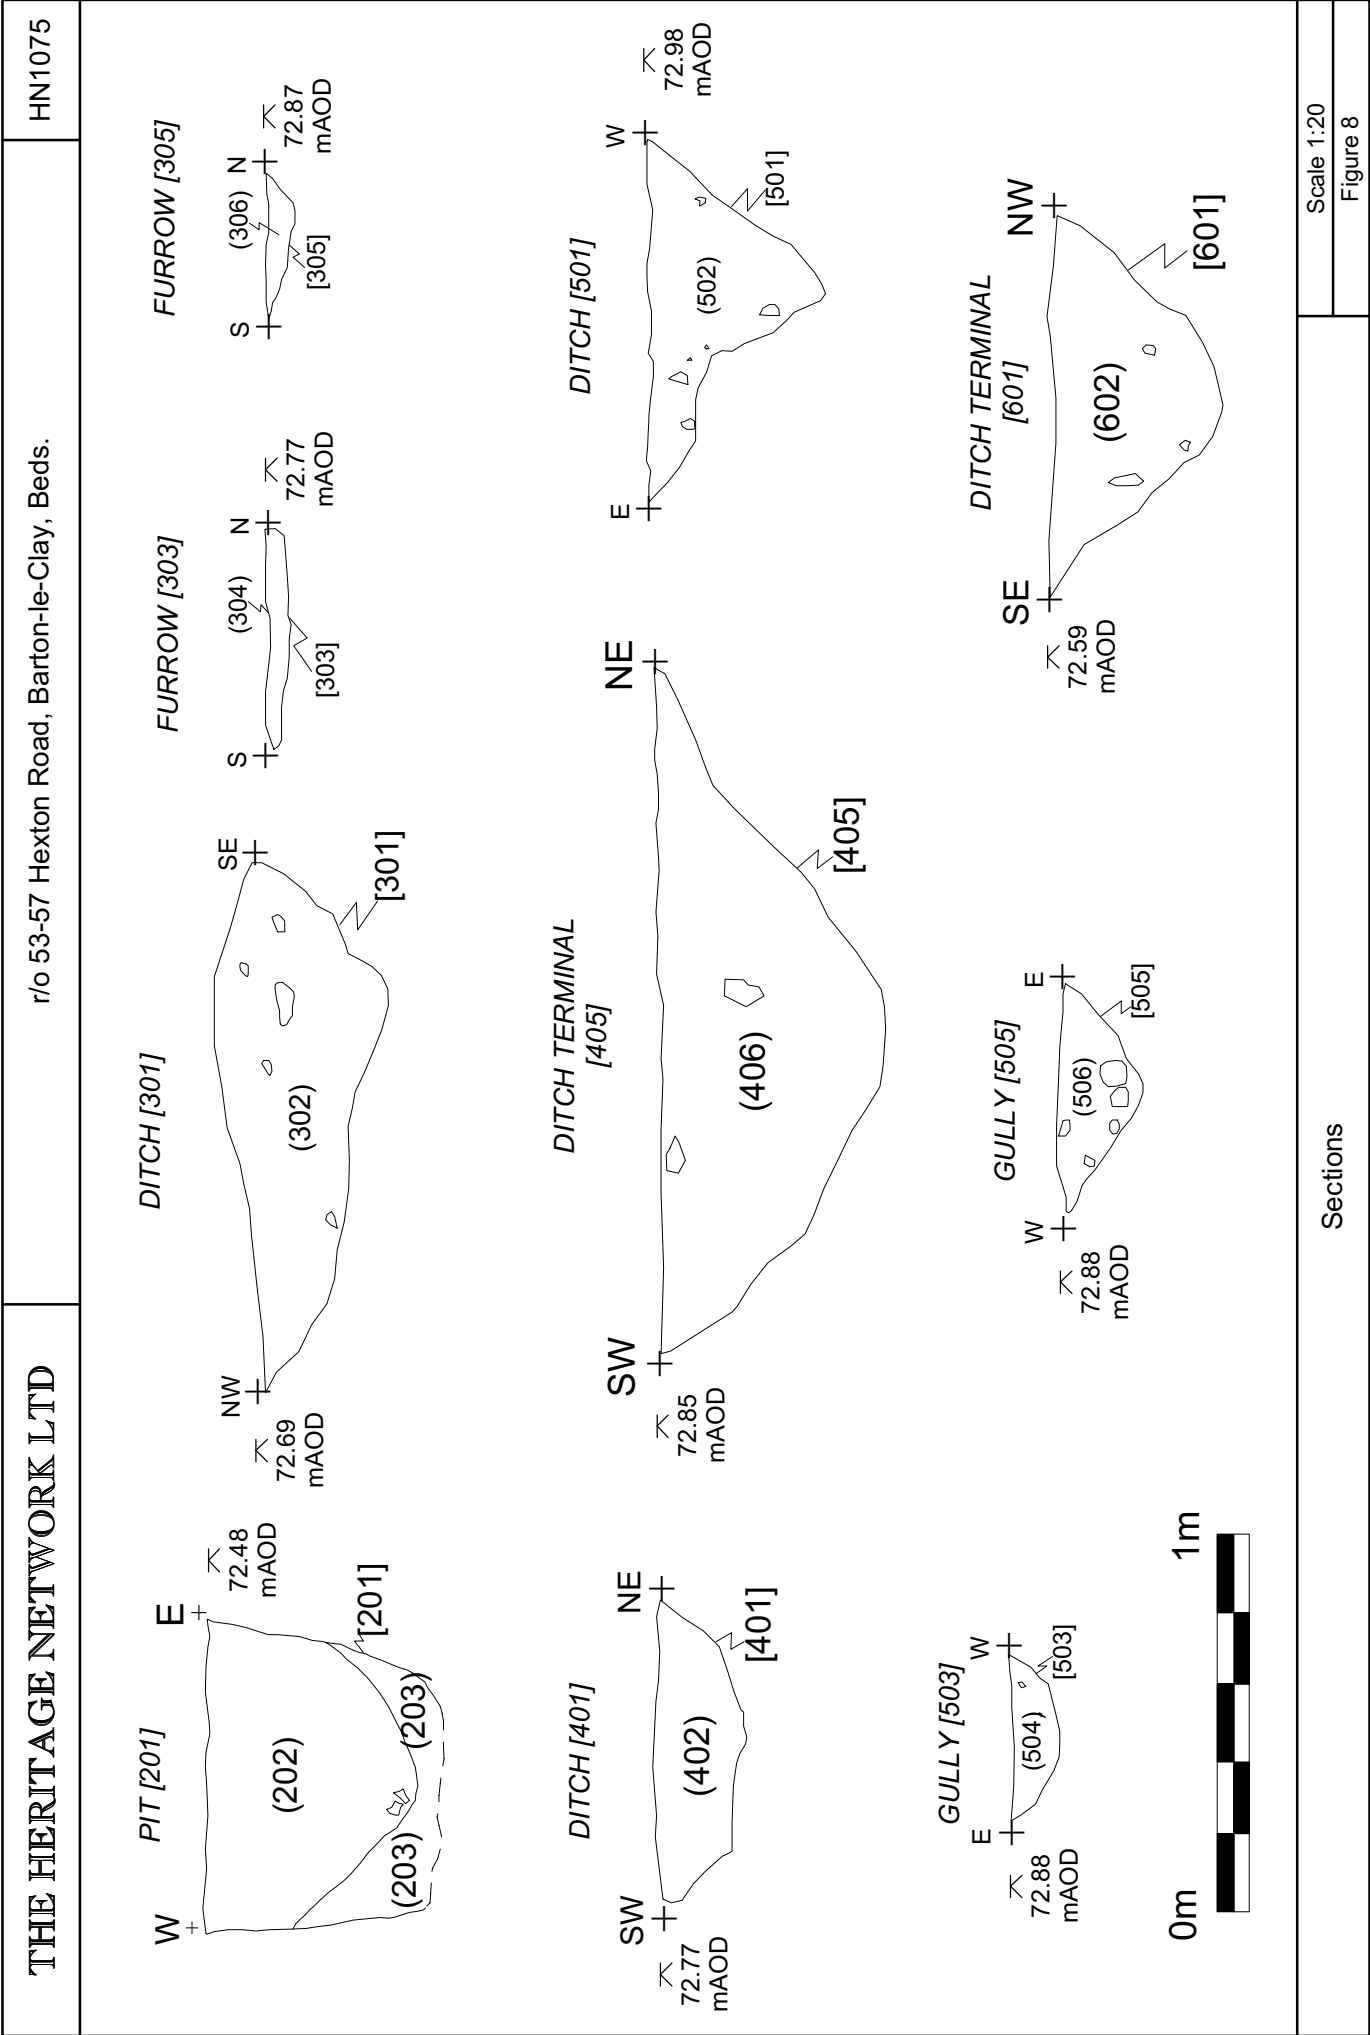 THE HERITAGE NETWORK LTD
r/o 53-57 Hexton Road, Barton-le-Clay, Beds.
HN1075
PIT [201]
W
E
72.48
mAOD
(202)
(203)
(203)
[201]
DITCH [301]
NW
SE
72.69
mAOD
(302)
[301]
FURROW [303]
S
N
72.77
mAOD
(304)
[303]
FURROW [305]
S
N
72.87
mAOD
(306)
[305]
DITCH [401]
SW
NE
72.77
mAOD
(402)
[401]
DITCH TERMINAL
[405]
SW
NE
72.85
mAOD
(406)
[405]
DITCH [501]
E
W
72.98
mAOD
(502)
[501]
GULLY [503]
E
W
72.88
mAOD
(504)
[503]
GULLY [505]
W
E
72.88
mAOD
(506)
[505]
DITCH TERMINAL
[601]
SE
NW
72.59
mAOD
(602)
[601]
0m
1m
Sections
Scale 1:20
Figure 8